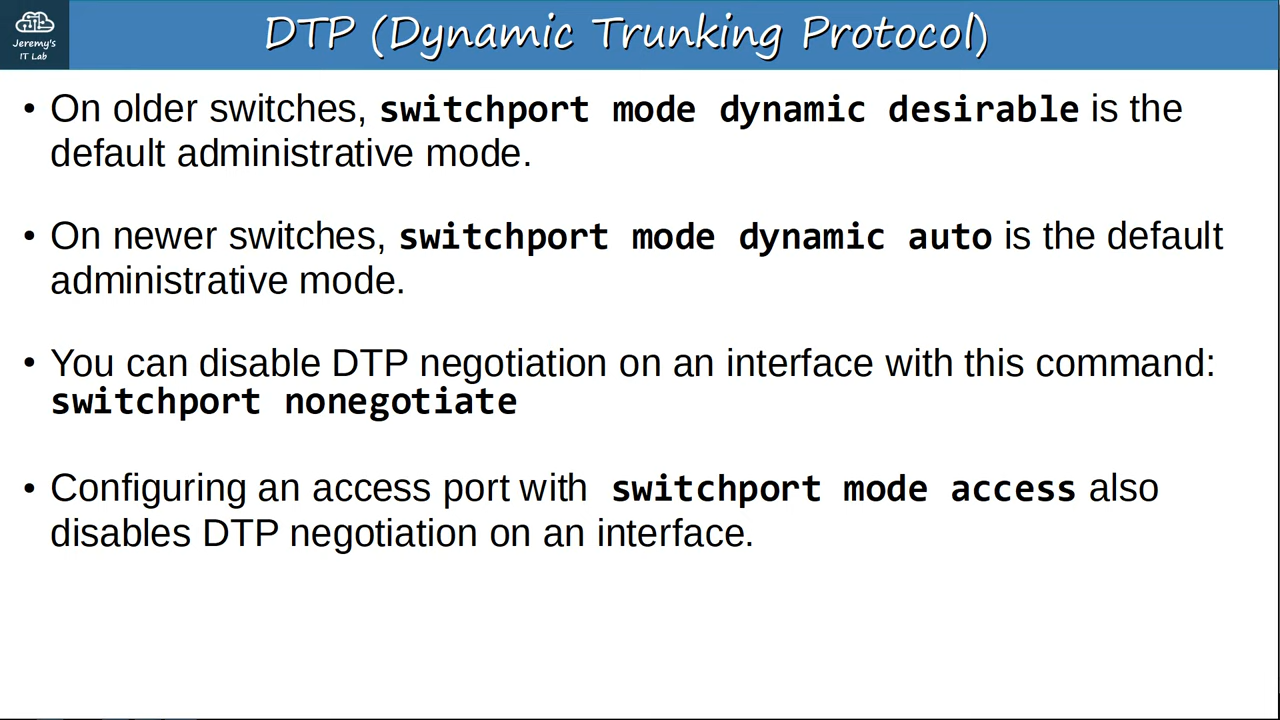 Jeremy's
IT Lab
DTP (Dynamic Trunking Protocol)
• On older switches, switchport mode dynamic desirable is the
default administrative mode.
• On newer switches, switchport mode dynamic auto is the default
administrative mode.
• You can disable DTP negotiation on an interface with this command:
switchport nonegotiate
• Configuring an access port with switchport mode access also
disables DTP negotiation on an interface.